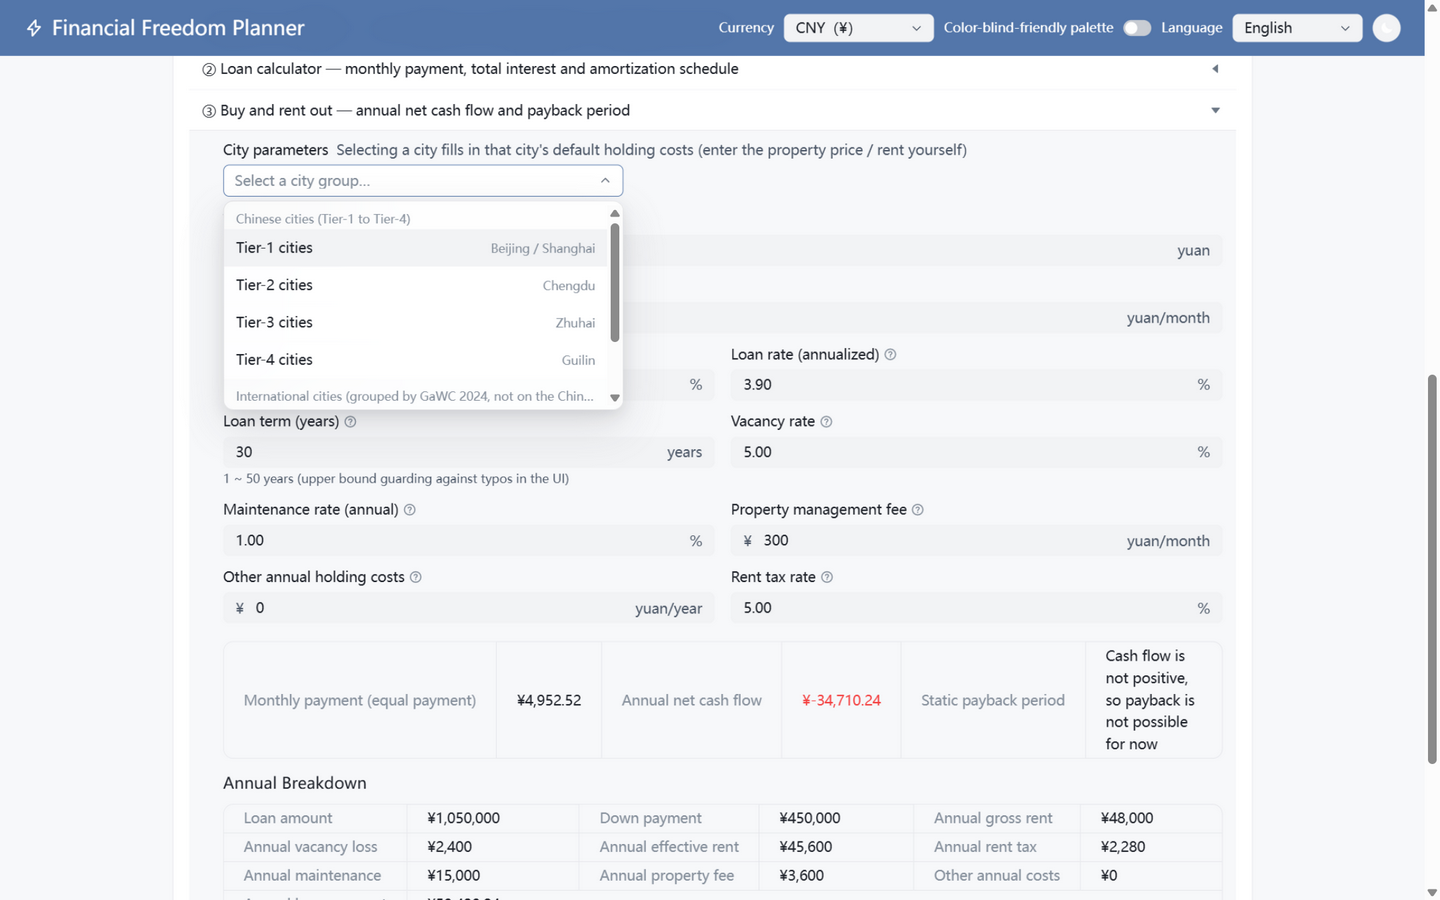 Financial Freedom Planner
Currency
CNY (¥)
Color-blind-friendly palette
Language
English
② Loan calculator — monthly payment, total interest and amortization schedule
③ Buy and rent out — annual net cash flow and payback period
City parameters Selecting a city fills in that city's default holding costs (enter the property price / rent yourself)
Select a city group...
Chinese cities (Tier-1 to Tier-4)
Tier-1 cities Beijing / Shanghai
yuan
Tier-2 cities Chengdu
Tier-3 cities Zhuhai
yuan/month
Tier-4 cities Guilin
Loan rate (annualized)
%
3.90 %
International cities (grouped by GaWC 2024, not on the Chin...
Loan term (years)
Vacancy rate
30 years
5.00 %
1 ~ 50 years (upper bound guarding against typos in the UI)
Maintenance rate (annual)
Property management fee
1.00 %
¥ 300 yuan/month
Other annual holding costs
Rent tax rate
¥ 0 yuan/year
5.00 %
Monthly payment (equal payment)
¥4,952.52
Annual net cash flow
¥-34,710.24
Static payback period
Cash flow is
not positive,
so payback is
not possible
for now
Annual Breakdown
Loan amount ¥1,050,000 Down payment ¥450,000 Annual gross rent ¥48,000
Annual vacancy loss ¥2,400 Annual effective rent ¥45,600 Annual rent tax ¥2,280
Annual maintenance ¥15,000 Annual property fee ¥3,600 Other annual costs ¥0